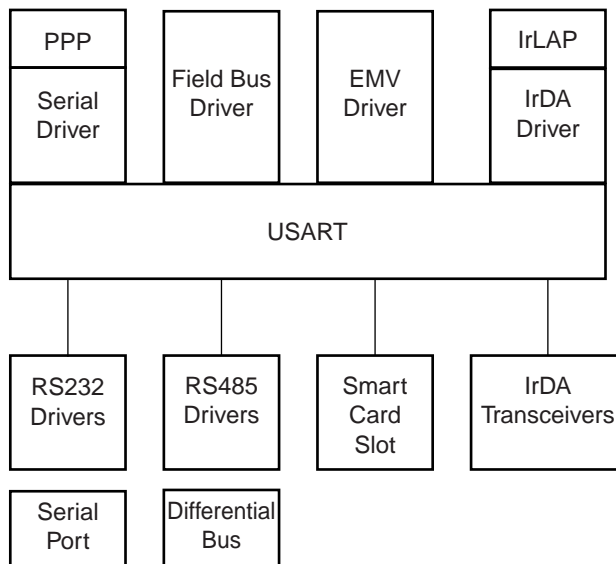 PPP
Serial
Driver
Field Bus
Driver
EMV
Driver
IrLAP
IrDA
Driver
USART
RS232
Drivers
RS485
Drivers
Smart
Card
Slot
IrDA
Transceivers
Serial
Port
Differential
Bus